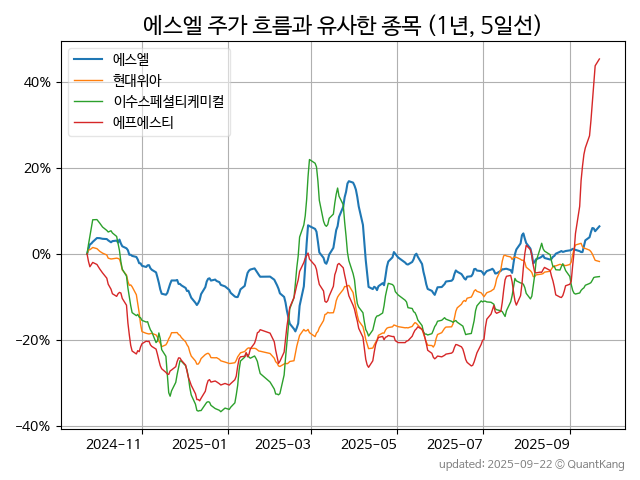 에스엘 주가 흐름과 유사한 종목 (1년, 5일선)
에스엘
현대위아
이수스페셜티케미컬
에프에스티
40%
20%
0%
−20%
−40%
2024-11
2025-01
2025-03
2025-05
2025-07
2025-09
updated: 2025-09-22 © QuantKang